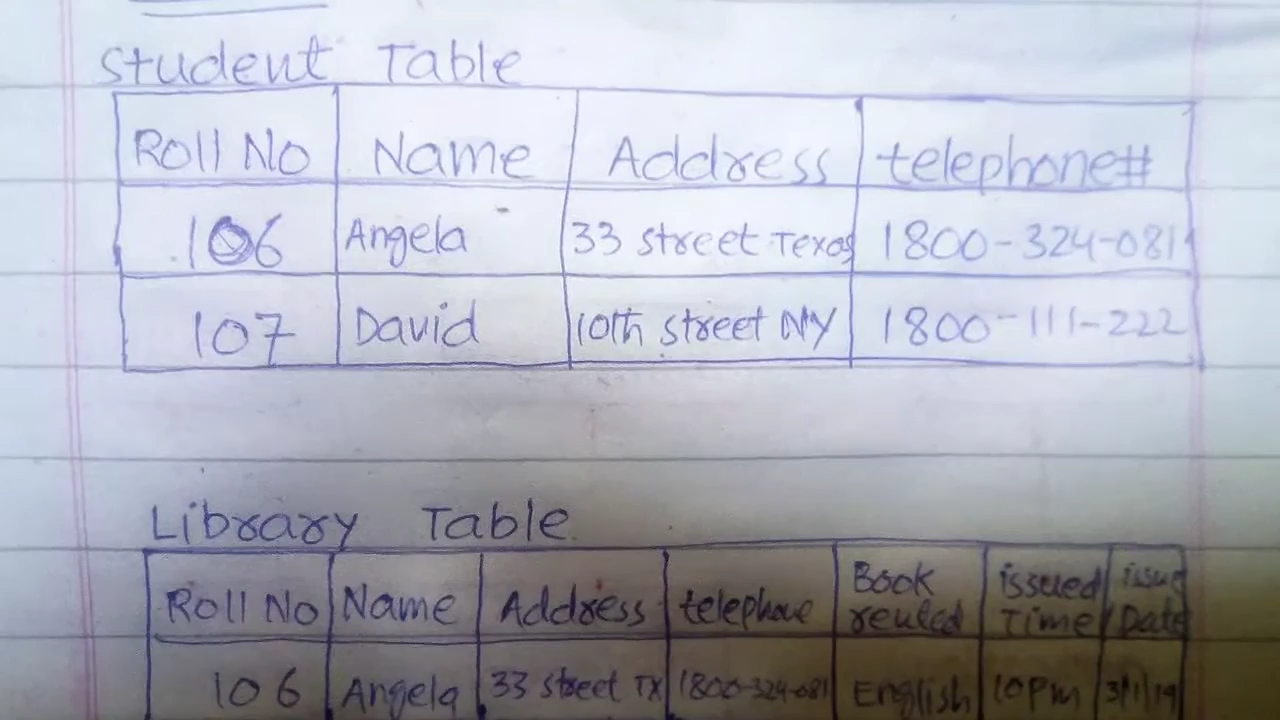 Student Table
Roll No Name Address telephone#
106 Angela 33 street Texas 1800-324-081
107 David 10th street NY 1800-111-222
Library Table
Roll No Name Address telephone Book rented issued Time issue Date
106 Angela 33 street TX 1800-324-081 English 10pm